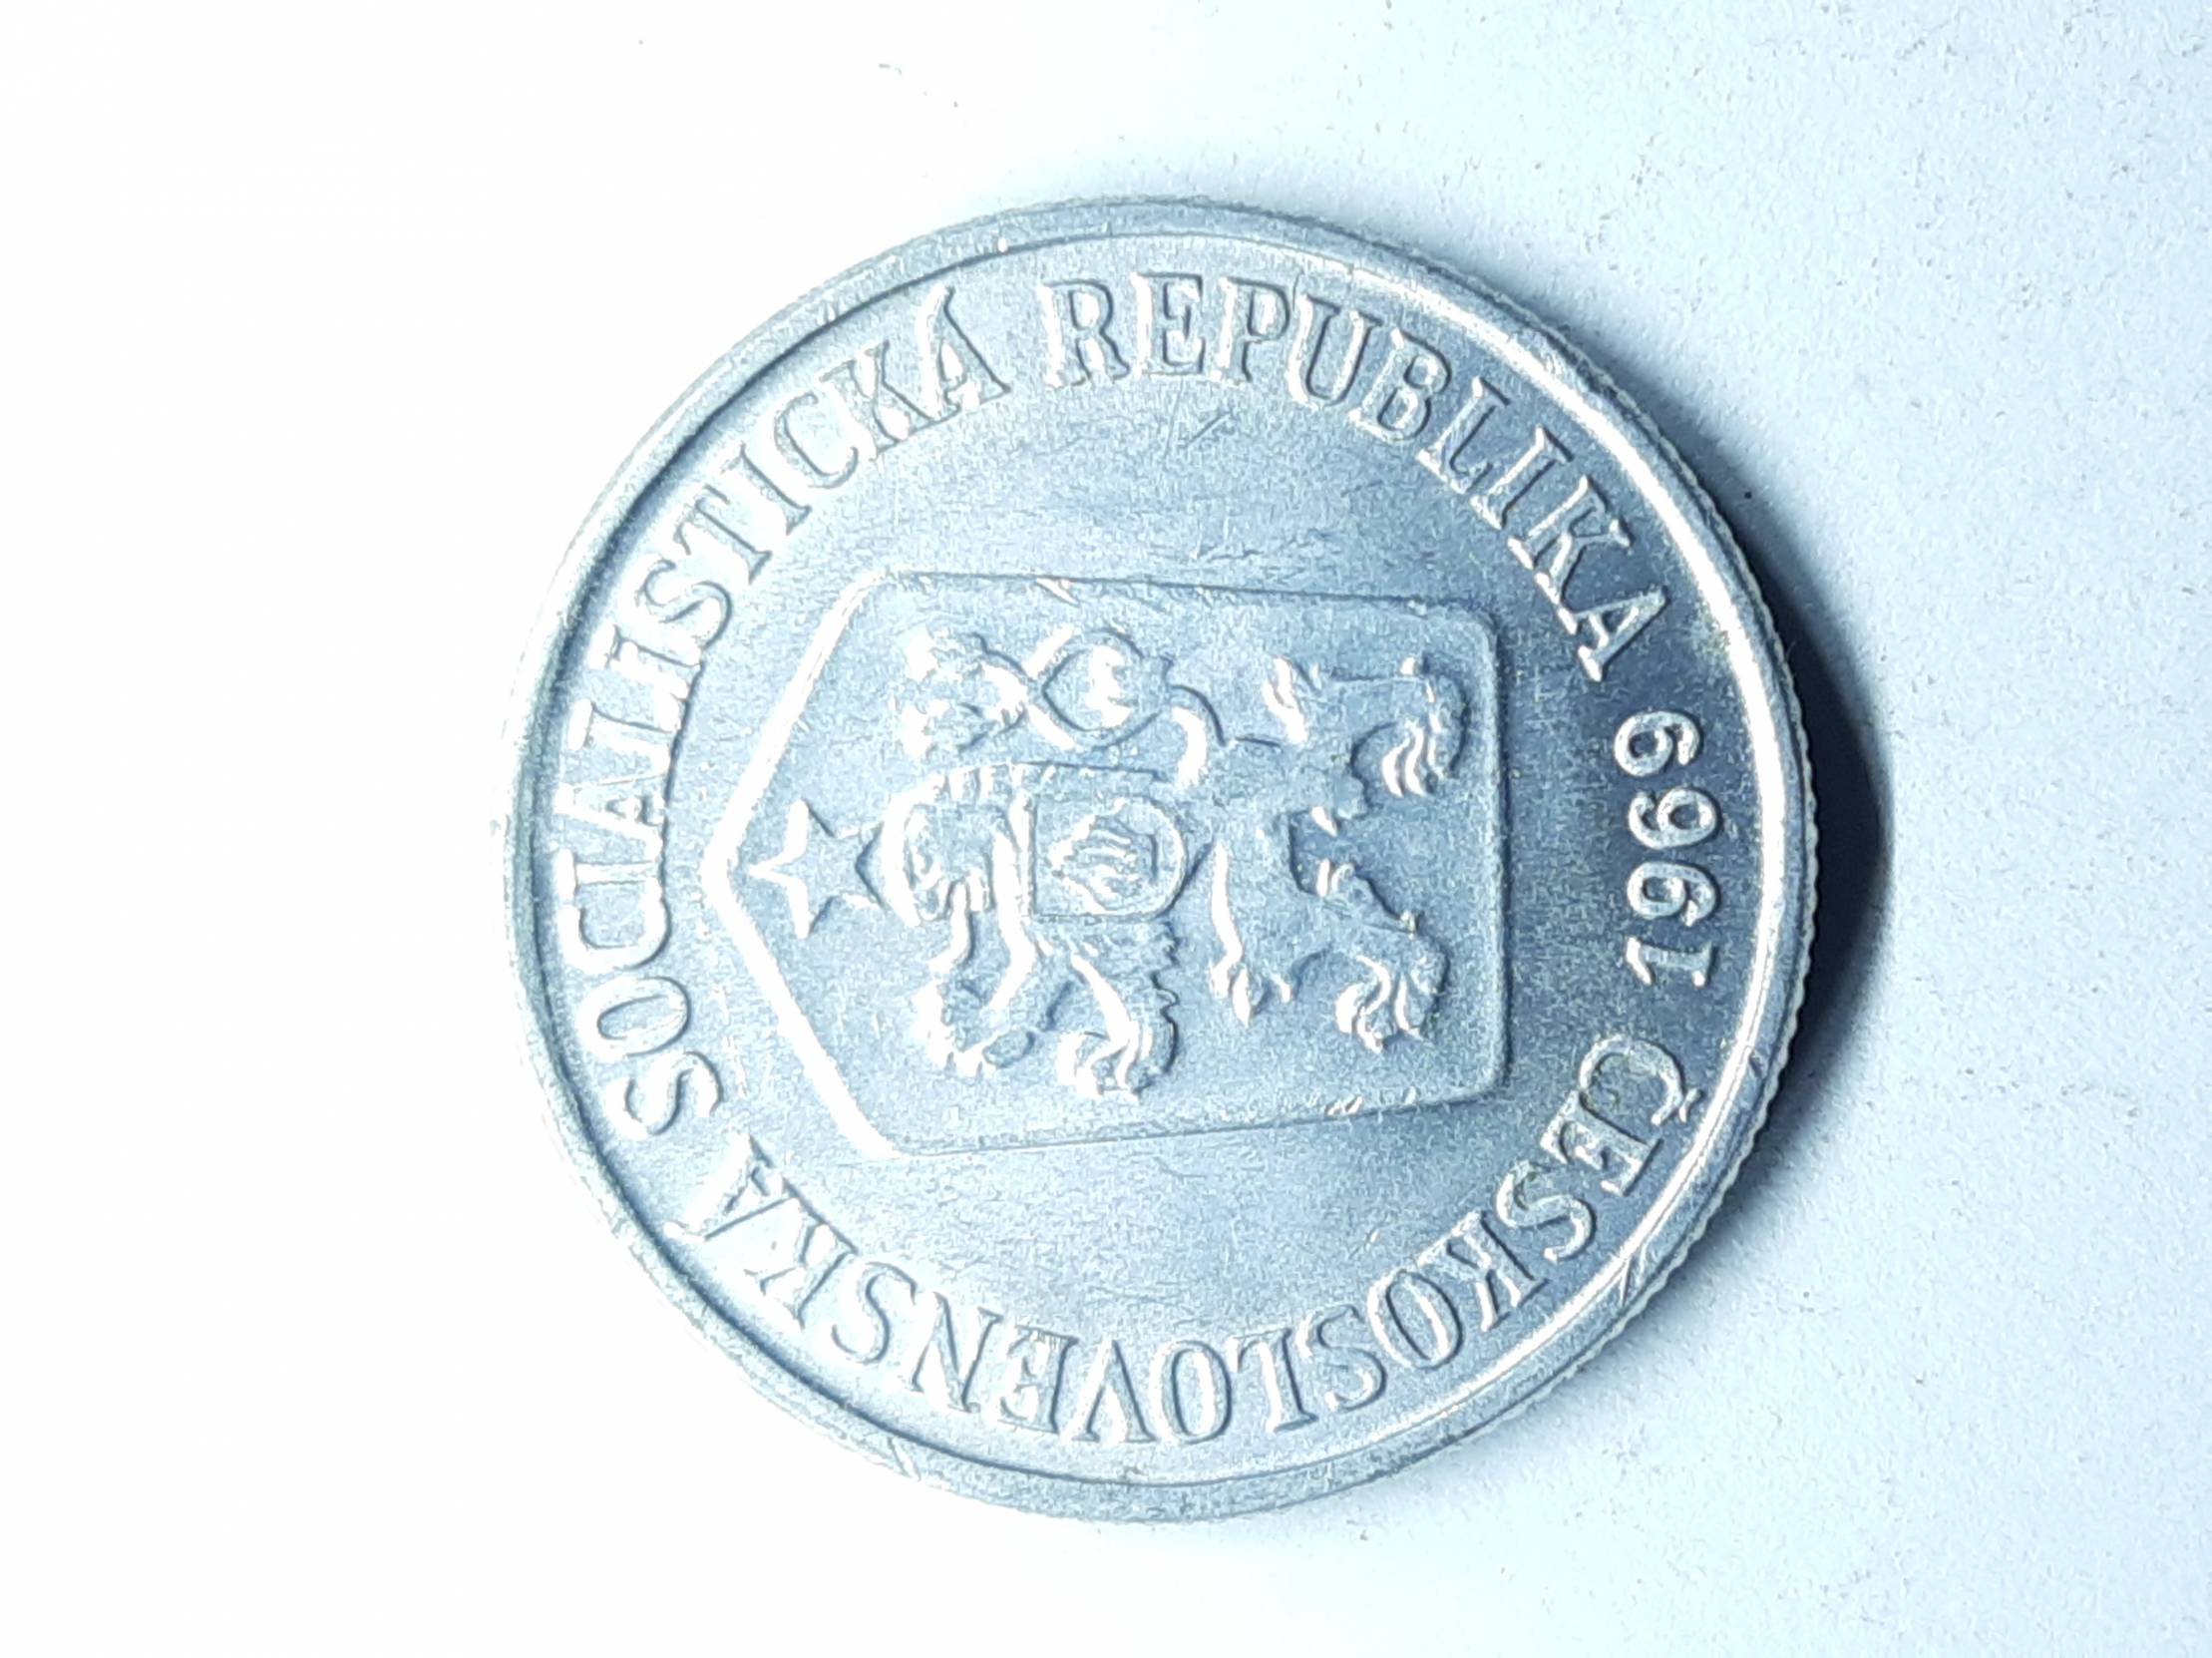 ČESKOSLOVENSKÁ SOCIALISTICKÁ REPUBLIKA
1969